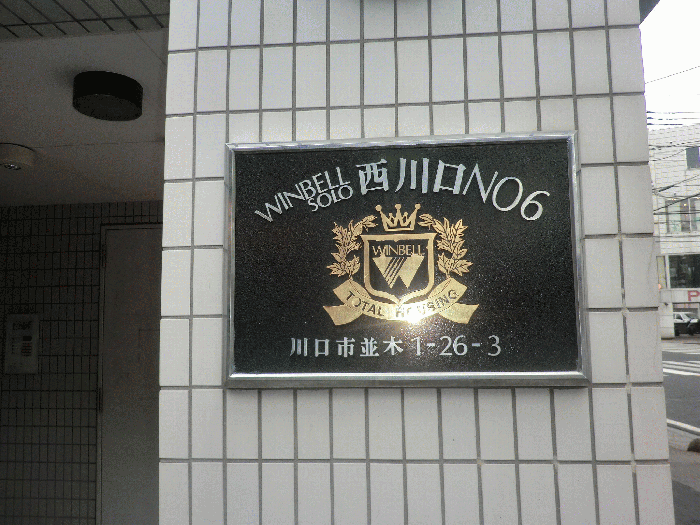 WINBELL SOLO 西川口NO6
WINBELL
TOTAL HOUSING
川口市並木1-26-3
P